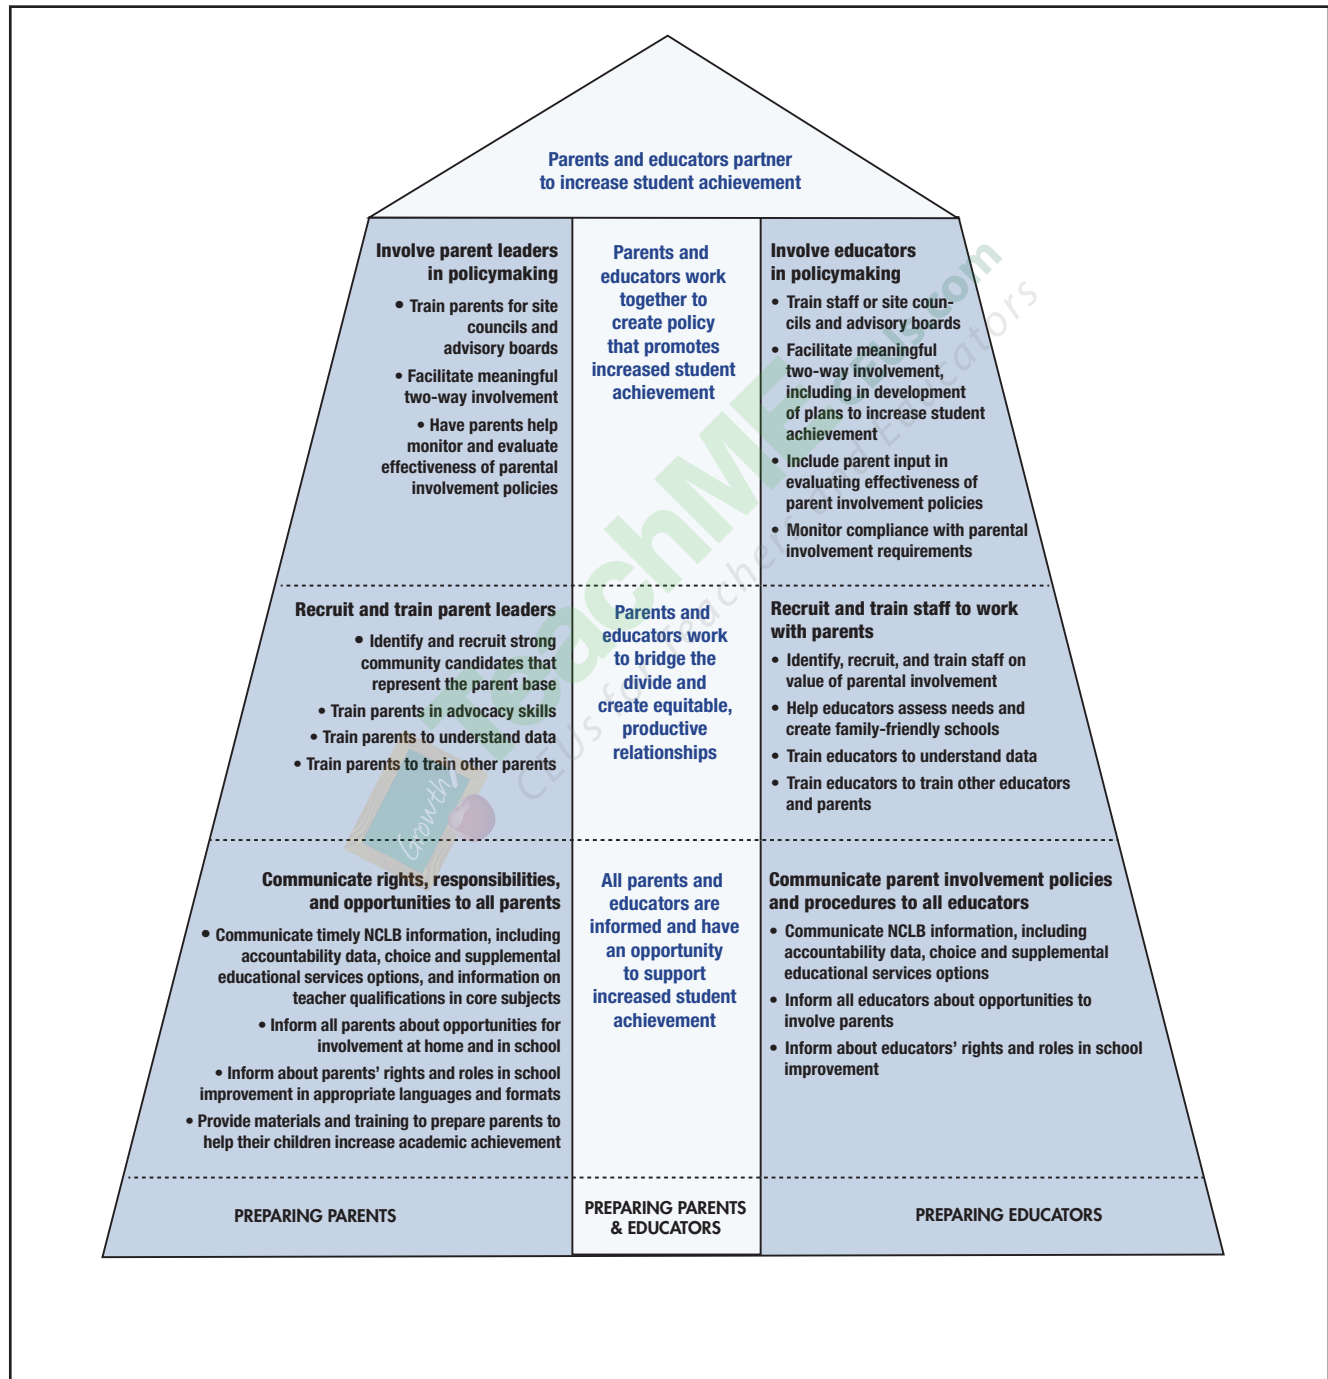 Parents and educators partner
to increase student achievement
Involve parent leaders
in policymaking
• Train parents for site
councils and
advisory boards
• Facilitate meaningful
two-way involvement
• Have parents help
monitor and evaluate
effectiveness of parental
involvement policies
Parents and
educators work
together to
create policy
that promotes
increased student
achievement
Involve educators
in policymaking
• Train staff or site coun-
cils and advisory boards
• Facilitate meaningful
two-way involvement,
including in development
of plans to increase student
achievement
• Include parent input in
evaluating effectiveness of
parent involvement policies
• Monitor compliance with parental
involvement requirements
Recruit and train parent leaders
• Identify and recruit strong
community candidates that
represent the parent base
• Train parents in advocacy skills
• Train parents to understand data
• Train parents to train other parents
Parents and
educators work
to bridge the
divide and
create equitable,
productive
relationships
Recruit and train staff to work
with parents
• Identify, recruit, and train staff on
value of parental involvement
• Help educators assess needs and
create family-friendly schools
• Train educators to understand data
• Train educators to train other educators
and parents
Communicate rights, responsibilities,
and opportunities to all parents
• Communicate timely NCLB information, including
accountability data, choice and supplemental
educational services options, and information on
teacher qualifications in core subjects
• Inform all parents about opportunities for
involvement at home and in school
• Inform about parents' rights and roles in school
improvement in appropriate languages and formats
• Provide materials and training to prepare parents to
help their children increase academic achievement
All parents and
educators are
informed and have
an opportunity
to support
increased student
achievement
Communicate parent involvement policies
and procedures to all educators
• Communicate NCLB information, including
accountability data, choice and supplemental
educational services options
• Inform all educators about opportunities to
involve parents
• Inform about educators' rights and roles in school
improvement
PREPARING PARENTS
PREPARING PARENTS
& EDUCATORS
PREPARING EDUCATORS
TeachME CEUs.com
CEUs for Teachers and Educators
Growth